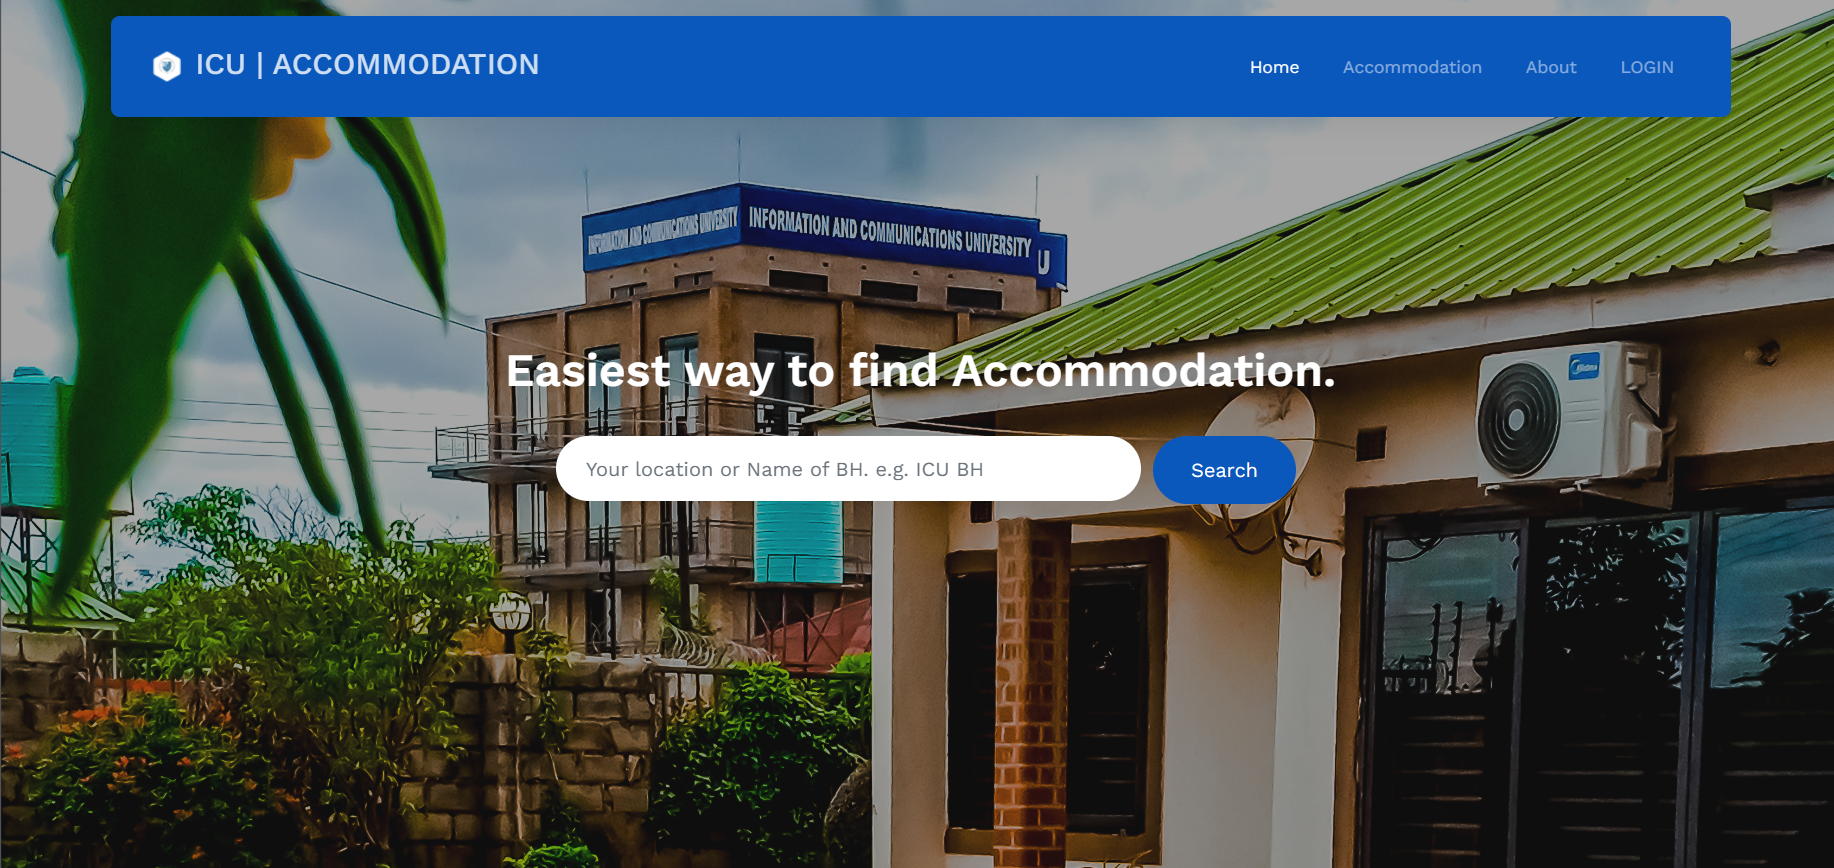 ICU | ACCOMMODATION
Home
Accommodation
About
LOGIN
INFORMATION AND COMMUNICATIONS UNIVERSITY
INFORMATION AND COMMUNICATIONS UNIVERSITY
U
Easiest way to find Accommodation.
Your location or Name of BH. e.g. ICU BH
Search
Midea